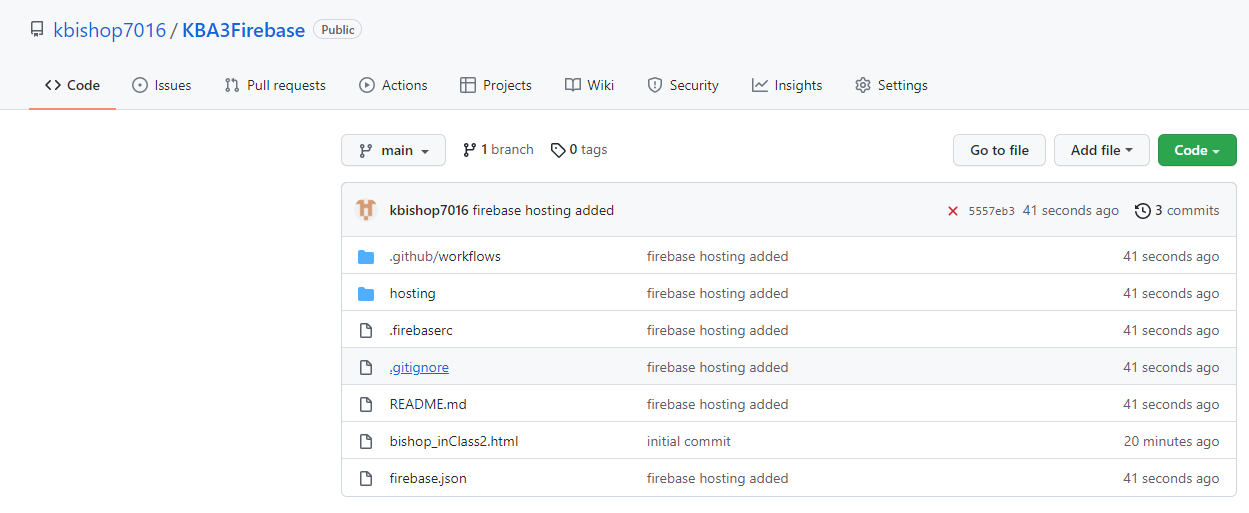 kbishop7016 / KBA3Firebase Public
Code Issues Pull requests Actions Projects Wiki Security Insights Settings
main 1 branch 0 tags Go to file Add file Code
kbishop7016 firebase hosting added 5557eb3 41 seconds ago 3 commits
.github/workflows firebase hosting added 41 seconds ago
hosting firebase hosting added 41 seconds ago
.firebaserc firebase hosting added 41 seconds ago
.gitignore firebase hosting added 41 seconds ago
README.md firebase hosting added 41 seconds ago
bishop_inClass2.html initial commit 20 minutes ago
firebase.json firebase hosting added 41 seconds ago